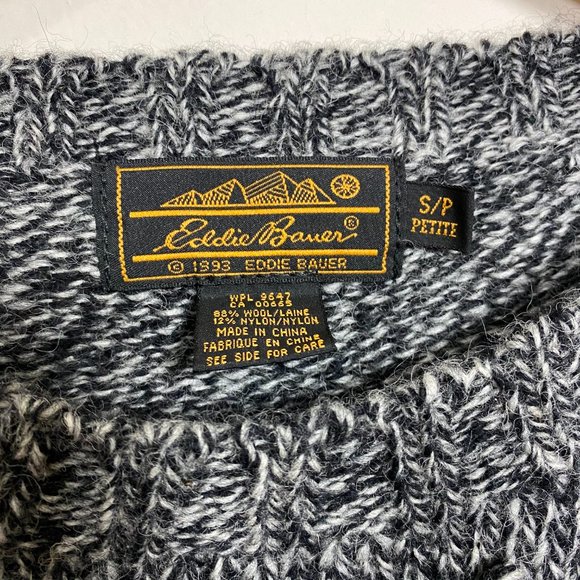 Eddie Bauer®
© 1993 EDDIE BAUER
S/P
PETITE
WPL 9647
CA 00665
88% WOOL/LAINE
12% NYLON/NYLON
MADE IN CHINA
FABRIQUE EN CHINE
SEE SIDE FOR CARE